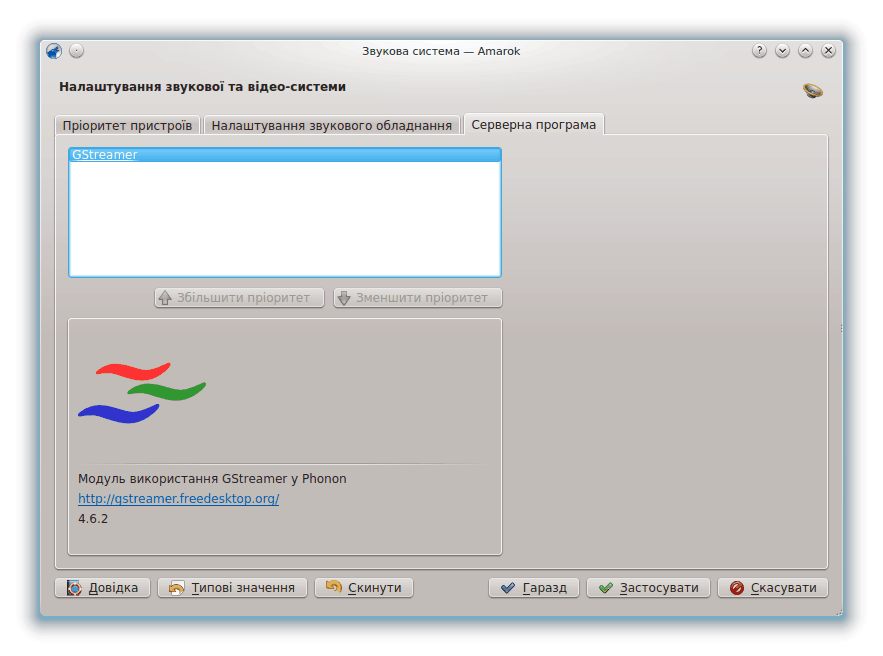 Звукова система — Amarok
Налаштування звукової та відео-системи
Пріоритет пристроїв Налаштування звукового обладнання Серверна програма
GStreamer
Збільшити пріоритет Зменшити пріоритет
Модуль використання GStreamer у Phonon
http://gstreamer.freedesktop.org/
4.6.2
Довідка Типові значення Скинути Гаразд Застосувати Скасувати